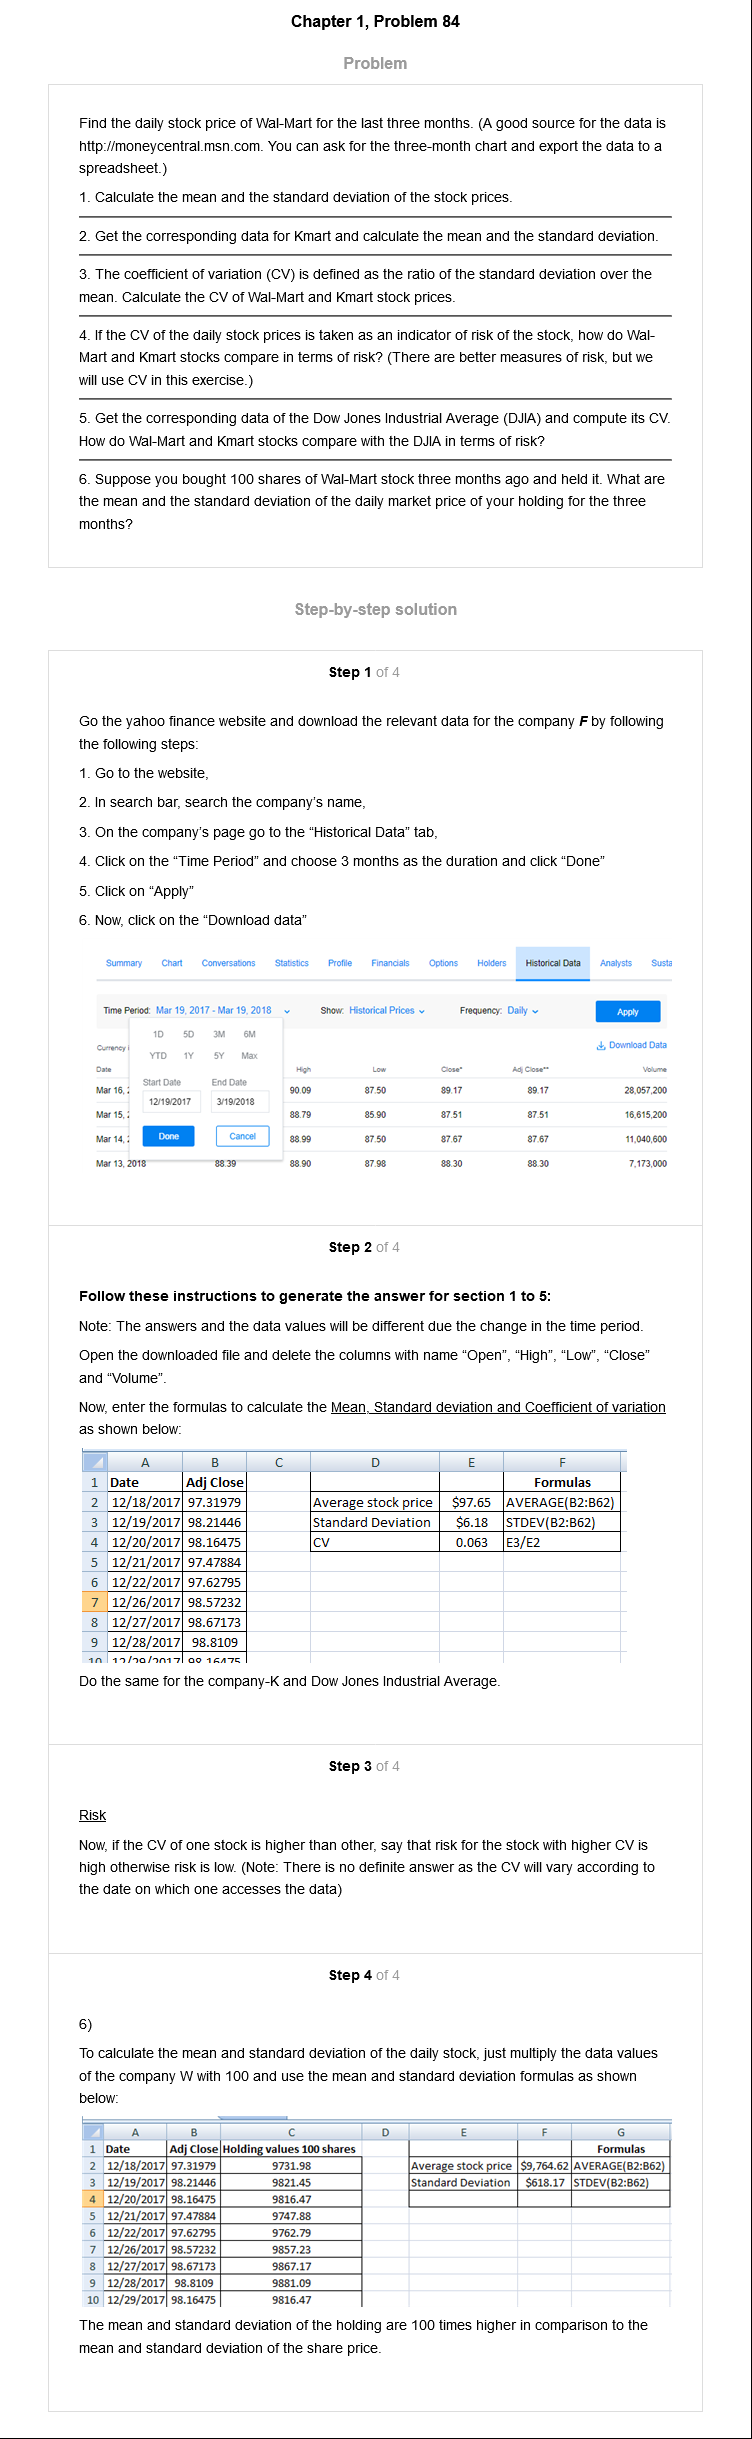 Chapter 1, Problem 84
Problem
Find the daily stock price of Wal-Mart for the last three months. (A good source for the data is
http://moneycentral.msn.com. You can ask for the three-month chart and export the data to a
spreadsheet.)
1. Calculate the mean and the standard deviation of the stock prices.
2. Get the corresponding data for Kmart and calculate the mean and the standard deviation.
3. The coefficient of variation (CV) is defined as the ratio of the standard deviation over the
mean. Calculate the CV of Wal-Mart and Kmart stock prices.
4. If the CV of the daily stock prices is taken as an indicator of risk of the stock, how do Wal-
Mart and Kmart stocks compare in terms of risk? (There are better measures of risk, but we
will use CV in this exercise.)
5. Get the corresponding data of the Dow Jones Industrial Average (DJIA) and compute its CV.
How do Wal-Mart and Kmart stocks compare with the DJIA in terms of risk?
6. Suppose you bought 100 shares of Wal-Mart stock three months ago and held it. What are
the mean and the standard deviation of the daily market price of your holding for the three
months?
Step-by-step solution
Step 1 of 4
Go the yahoo finance website and download the relevant data for the company F by following
the following steps:
1. Go to the website,
2. In search bar, search the company's name,
3. On the company's page go to the “Historical Data” tab,
4. Click on the “Time Period” and choose 3 months as the duration and click “Done”
5. Click on “Apply”
6. Now, click on the “Download data”
Summary Chart Conversations Statistics Profile Financials Options Holders Historical Data Analysts Susta
Time Period: Mar 19, 2017 - Mar 19, 2018 Show: Historical Prices Frequency: Daily Apply
1D 5D 3M 6M
Currency Download Data
YTD 1Y 5Y Max
Date High Low Close* Adj Close** Volume
Start Date End Date
Mar 16, 90.09 87.50 89.17 89.17 28,057,200
12/19/2017 3/19/2018
Mar 15, 88.79 85.90 87.51 87.51 16,615,200
Done Cancel
Mar 14, 88.99 87.50 87.67 87.67 11,040,600
Mar 13, 2018 88.39 88.90 87.98 88.30 88.30 7,173,000
Step 2 of 4
Follow these instructions to generate the answer for section 1 to 5:
Note: The answers and the data values will be different due the change in the time period.
Open the downloaded file and delete the columns with name “Open”, “High”, “Low”, “Close”
and “Volume”.
Now, enter the formulas to calculate the Mean, Standard deviation and Coefficient of variation
as shown below:
A B C D E F
1 Date Adj Close Formulas
2 12/18/2017 97.31979 Average stock price $97.65 AVERAGE(B2:B62)
3 12/19/2017 98.21446 Standard Deviation $6.18 STDEV(B2:B62)
4 12/20/2017 98.16475 CV 0.063 E3/E2
5 12/21/2017 97.47884
6 12/22/2017 97.62795
7 12/26/2017 98.57232
8 12/27/2017 98.67173
9 12/28/2017 98.8109
10 12/29/2017 98.16475
Do the same for the company-K and Dow Jones Industrial Average.
Step 3 of 4
Risk
Now, if the CV of one stock is higher than other, say that risk for the stock with higher CV is
high otherwise risk is low. (Note: There is no definite answer as the CV will vary according to
the date on which one accesses the data)
Step 4 of 4
6)
To calculate the mean and standard deviation of the daily stock, just multiply the data values
of the company W with 100 and use the mean and standard deviation formulas as shown
below:
A B C D E F G
1 Date Adj Close Holding values 100 shares Formulas
2 12/18/2017 97.31979 9731.98 Average stock price $9,764.62 AVERAGE(B2:B62)
3 12/19/2017 98.21446 9821.45 Standard Deviation $618.17 STDEV(B2:B62)
4 12/20/2017 98.16475 9816.47
5 12/21/2017 97.47884 9747.88
6 12/22/2017 97.62795 9762.79
7 12/26/2017 98.57232 9857.23
8 12/27/2017 98.67173 9867.17
9 12/28/2017 98.8109 9881.09
10 12/29/2017 98.16475 9816.47
The mean and standard deviation of the holding are 100 times higher in comparison to the
mean and standard deviation of the share price.